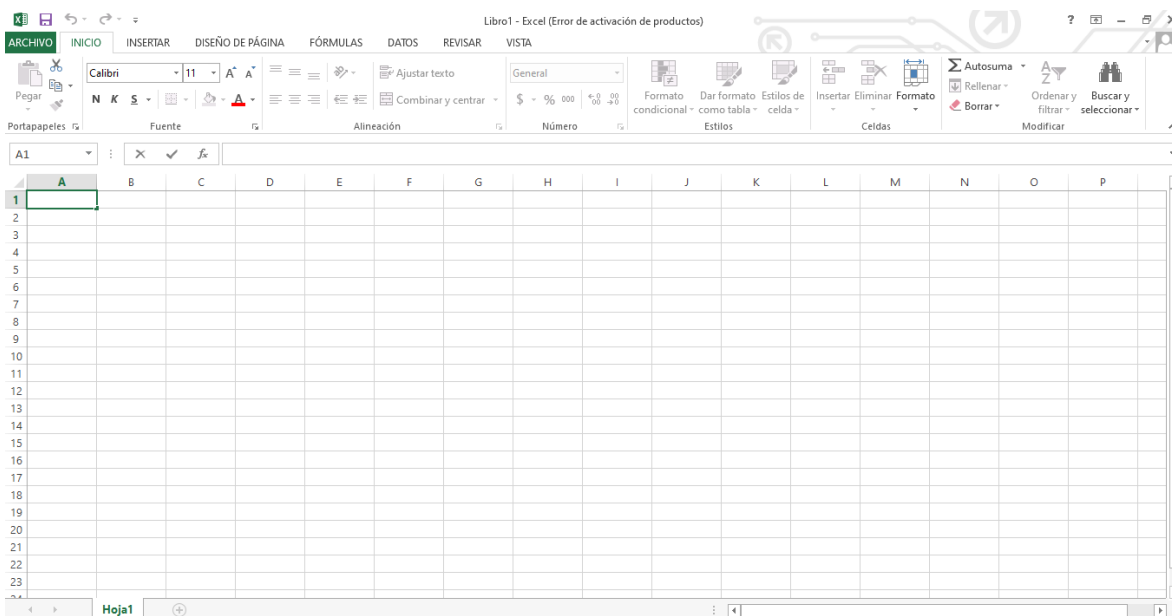 Libro1 - Excel (Error de activación de productos)
ARCHIVO INICIO INSERTAR DISEÑO DE PÁGINA FÓRMULAS DATOS REVISAR VISTA
Calibri 11 Ajustar texto General Autosuma
Pegar Rellenar
N K S A Combinar y centrar $ % 000 Borrar
Formato condicional Dar formato como tabla Estilos de celda Insertar Eliminar Formato Ordenar y filtrar Buscar y seleccionar
Portapapeles Fuente Alineación Número Estilos Celdas Modificar
A1 fx
A B C D E F G H I J K L M N O P
1
2
3
4
5
6
7
8
9
10
11
12
13
14
15
16
17
18
19
20
21
22
23
24
Hoja1